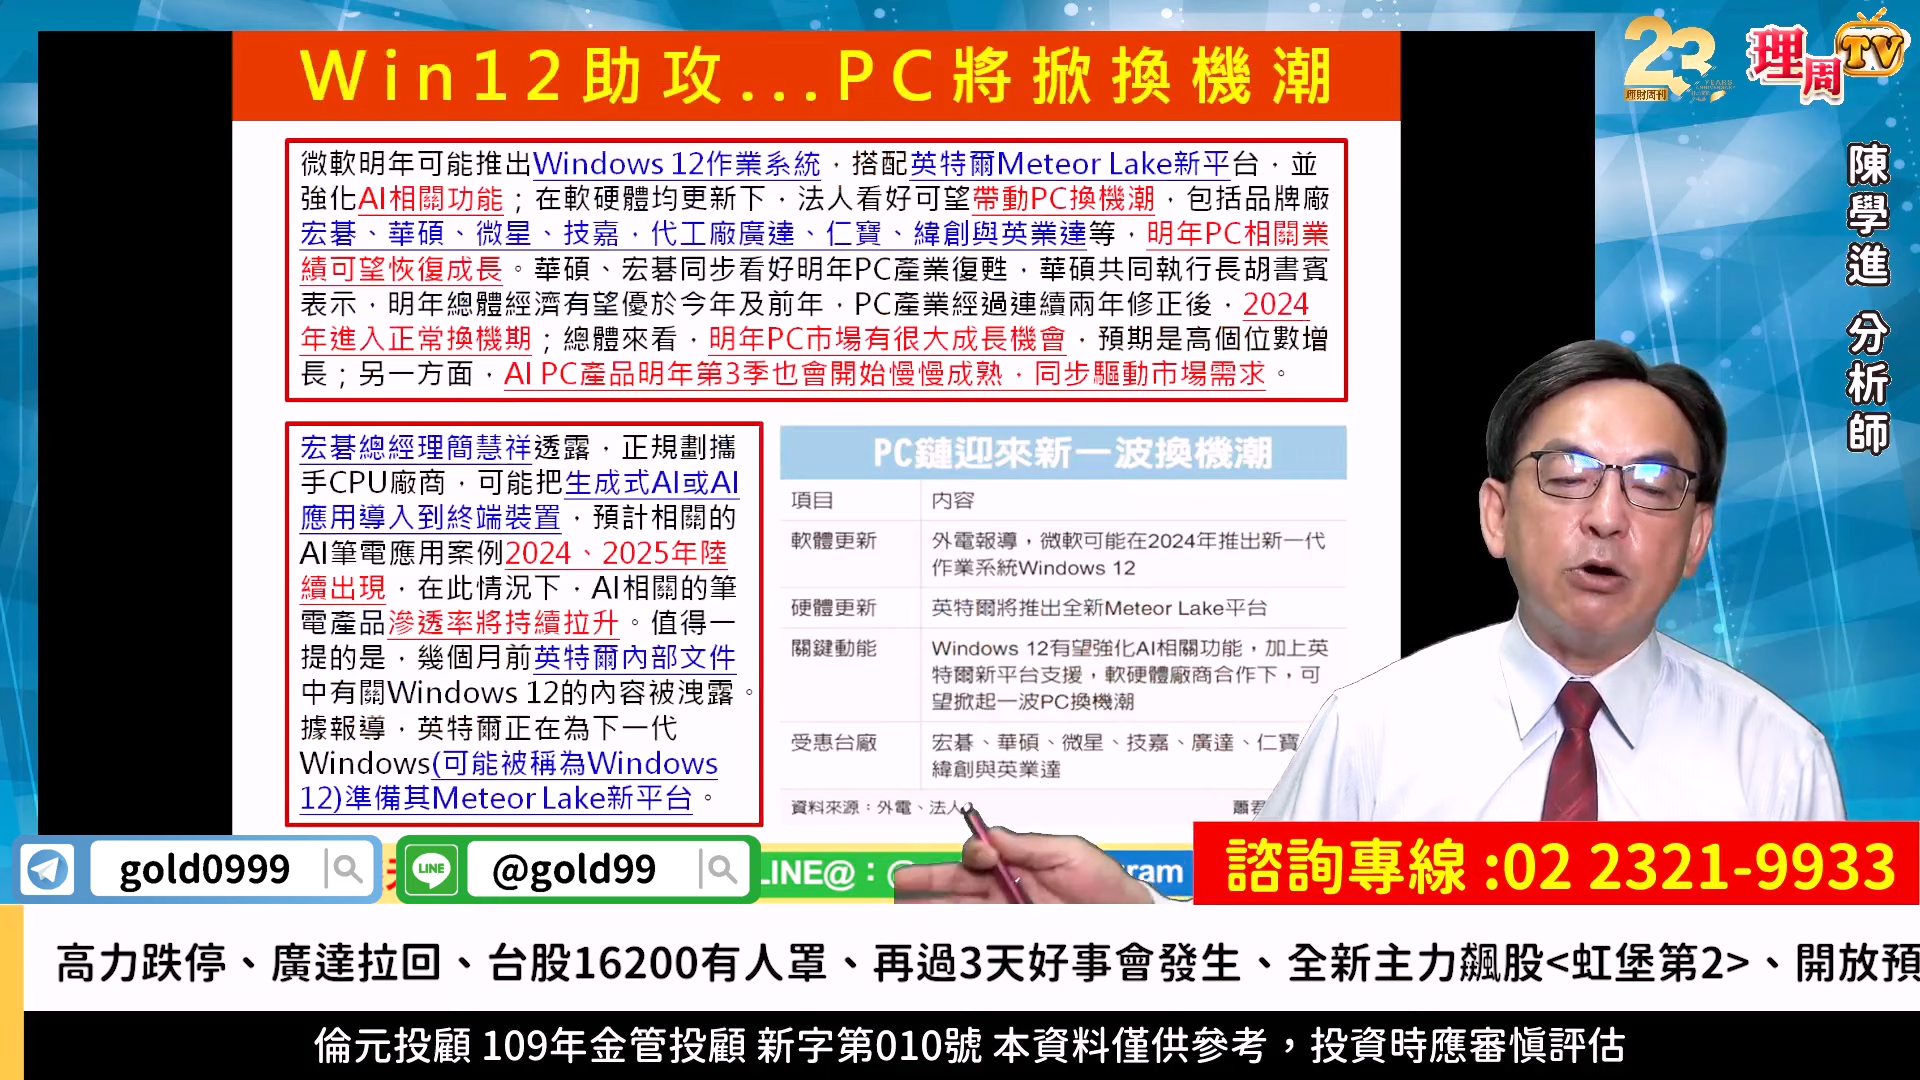 Win12助攻...PC將掀換機潮
23
YEARS
ANNIVERSARY
理財周刊
理周TV
陳學進 分析師
微軟明年可能推出Windows 12作業系統，搭配英特爾Meteor Lake新平台，並
強化AI相關功能；在軟硬體均更新下，法人看好可望帶動PC換機潮，包括品牌廠
宏碁、華碩、微星、技嘉，代工廠廣達、仁寶、緯創與英業達等，明年PC相關業
績可望恢復成長。華碩、宏碁同步看好明年PC產業復甦，華碩共同執行長胡書賓
表示，明年總體經濟有望優於今年及前年，PC產業經過連續兩年修正後，2024
年進入正常換機期；總體來看，明年PC市場有很大成長機會，預期是高個位數增
長；另一方面，AI PC產品明年第3季也會開始慢慢成熟，同步驅動市場需求。
宏碁總經理簡慧祥透露，正規劃攜
手CPU廠商，可能把生成式AI或AI
應用導入到終端裝置，預計相關的
AI筆電應用案例2024、2025年陸
續出現，在此情況下，AI相關的筆
電產品滲透率將持續拉升。值得一
提的是，幾個月前英特爾內部文件
中有關Windows 12的內容被洩露。
據報導，英特爾正在為下一代
Windows(可能被稱為Windows
12)準備其Meteor Lake新平台。
PC鏈迎來新一波換機潮
項目 內容
軟體更新 外電報導，微軟可能在2024年推出新一代
作業系統Windows 12
硬體更新 英特爾將推出全新Meteor Lake平台
關鍵動能 Windows 12有望強化AI相關功能，加上英
特爾新平台支援，軟硬體廠商合作下，可
望掀起一波PC換機潮
受惠台廠 宏碁、華碩、微星、技嘉、廣達、仁寶
緯創與英業達
資料來源：外電、法人 蕭君
gold0999
LINE
@gold99
LINE@：@
ram
諮詢專線 :02 2321-9933
高力跌停、廣達拉回、台股16200有人罩、再過3天好事會發生、全新主力飆股<虹堡第2>、開放預
倫元投顧 109年金管投顧 新字第010號 本資料僅供參考，投資時應審慎評估